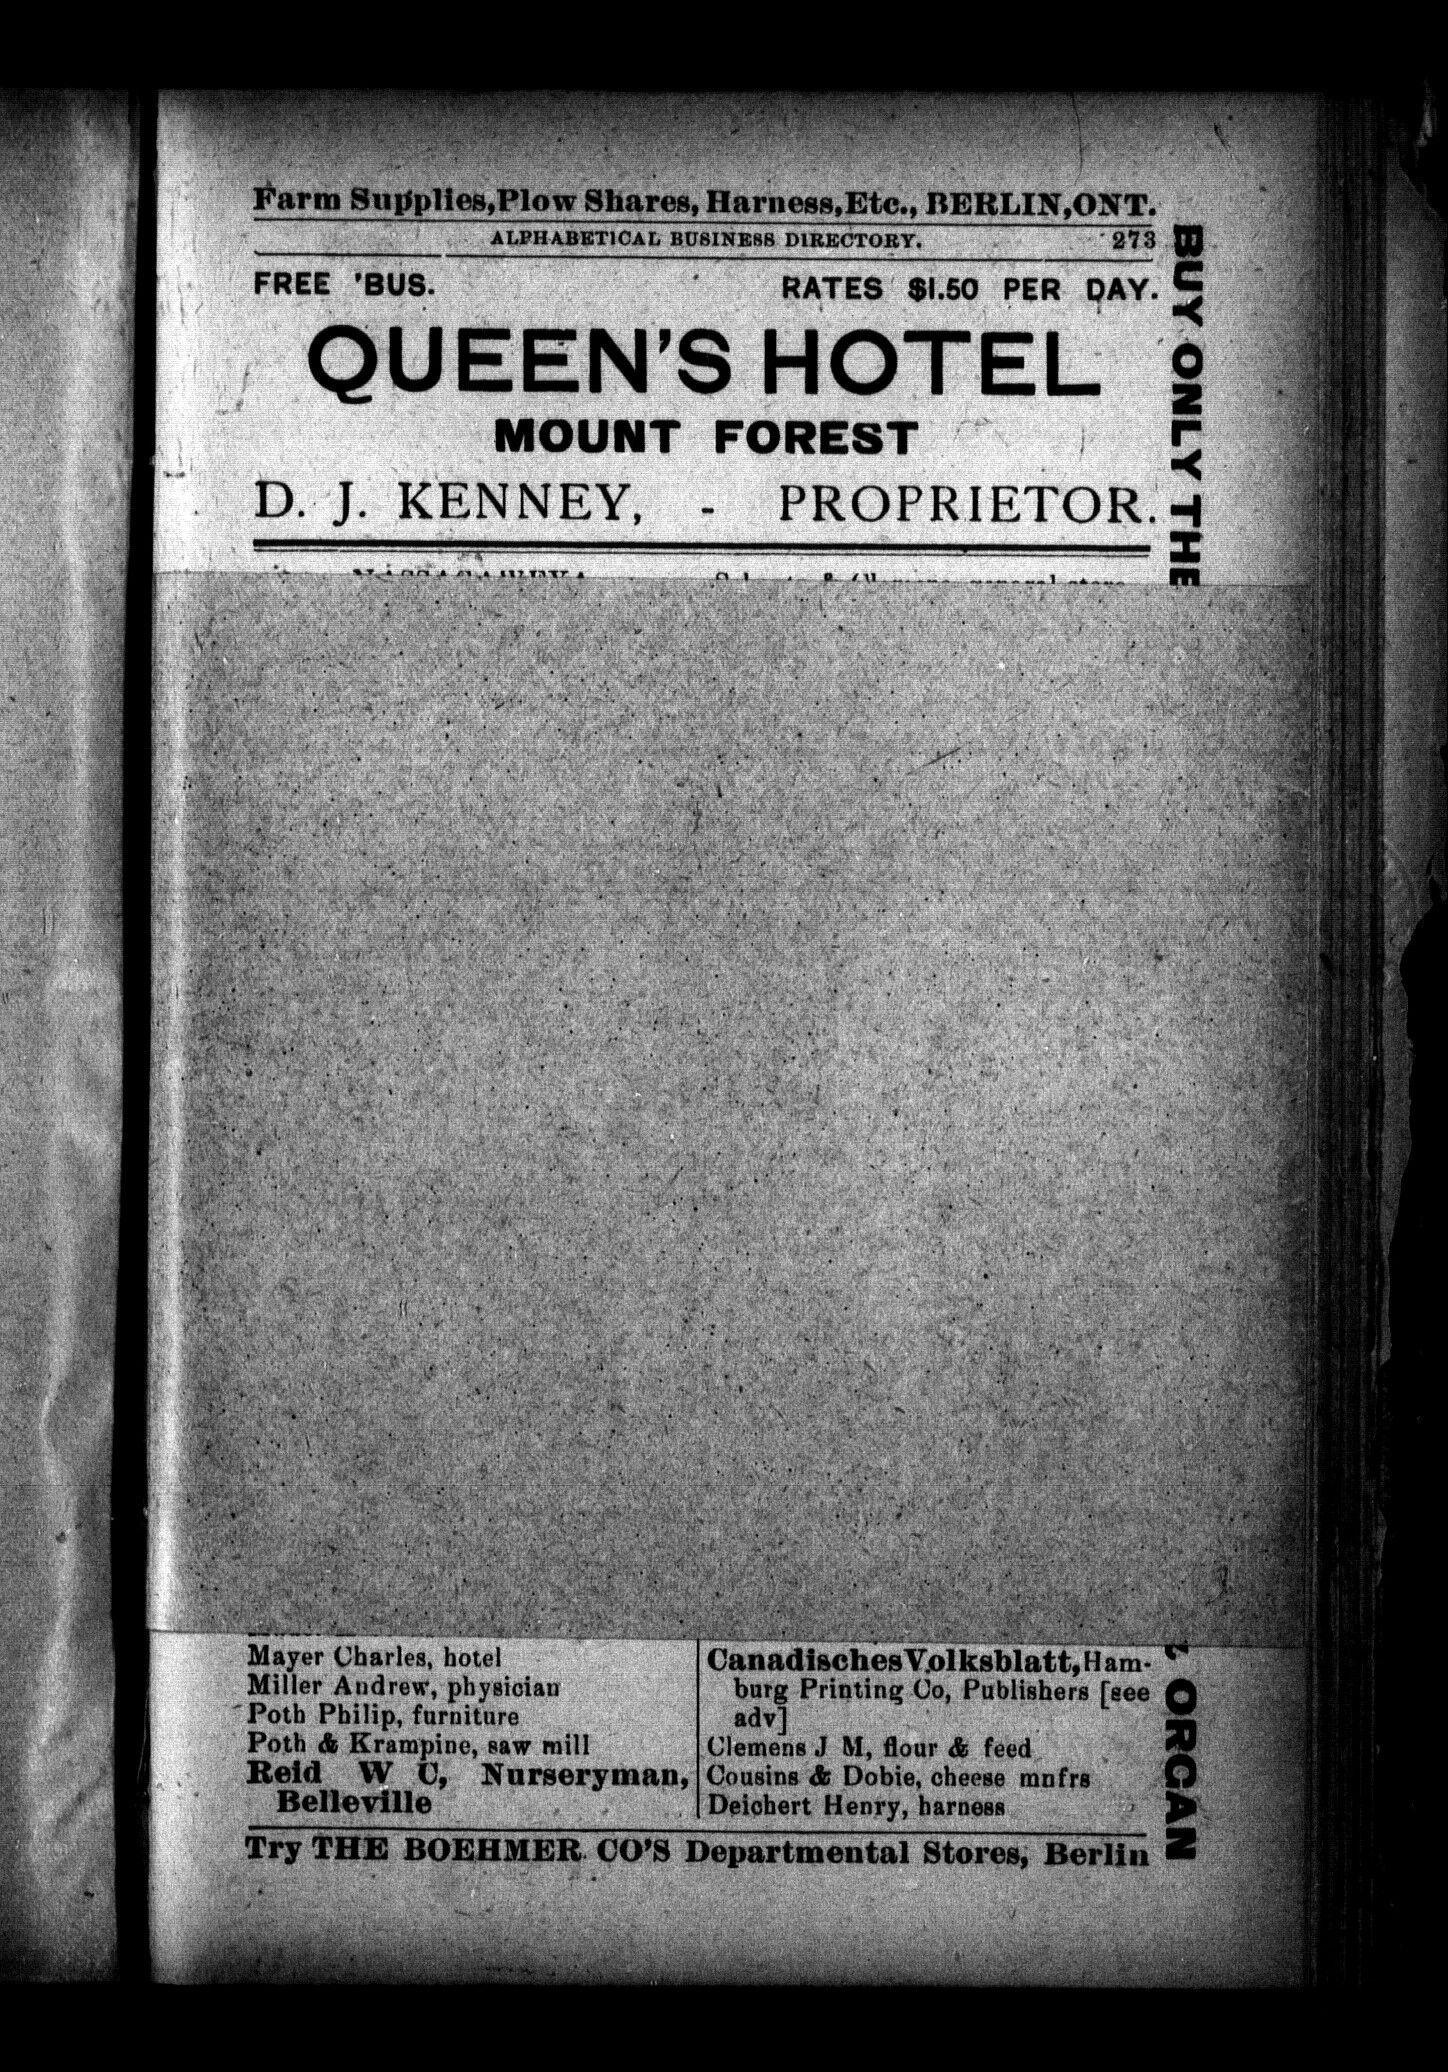 Farm Supplies, Plow Shares, Harness, Etc., BERLIN, ONT.
ALPHABETICAL BUSINESS DIRECTORY. 273
FREE 'BUS. RATES $1.50 PER DAY.
QUEEN'S HOTEL
MOUNT FOREST
D. J. KENNEY, - PROPRIETOR.
Mayer Charles, hotel
Miller Andrew, physician
Poth Philip, furniture
Poth & Krampine, saw mill
Reid W C, Nurseryman,
Belleville
Canadisches Volksblatt, Ham-
burg Printing Co, Publishers [see
adv]
Clemens J M, flour & feed
Cousins & Dobie, cheese mnfrs
Deichert Henry, harness
Try THE BOEHMER CO'S Departmental Stores, Berlin
BUY ONLY THE
ORGAN